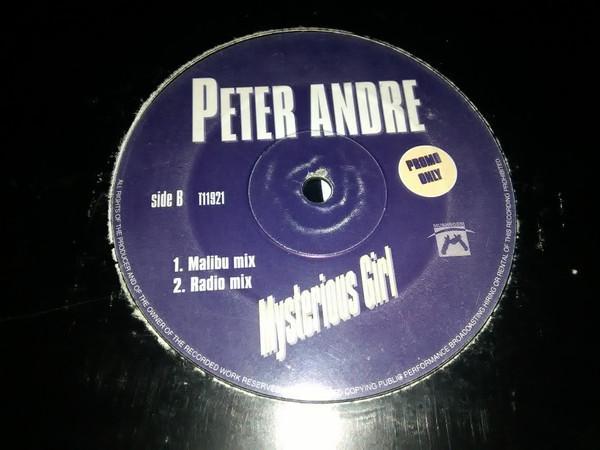 PETER ANDRE
PROMO
ONLY
side B T11921
1. Malibu mix
2. Radio mix
Mysterious Girl
ALL RIGHTS OF THE PRODUCER AND OF THE OWNER OF THE RECORDED WORK RESERVED COPYING PUBLIC PERFORMANCE BROADCASTING HIRING OR RENTAL OF THIS RECORDING PROHIBITED